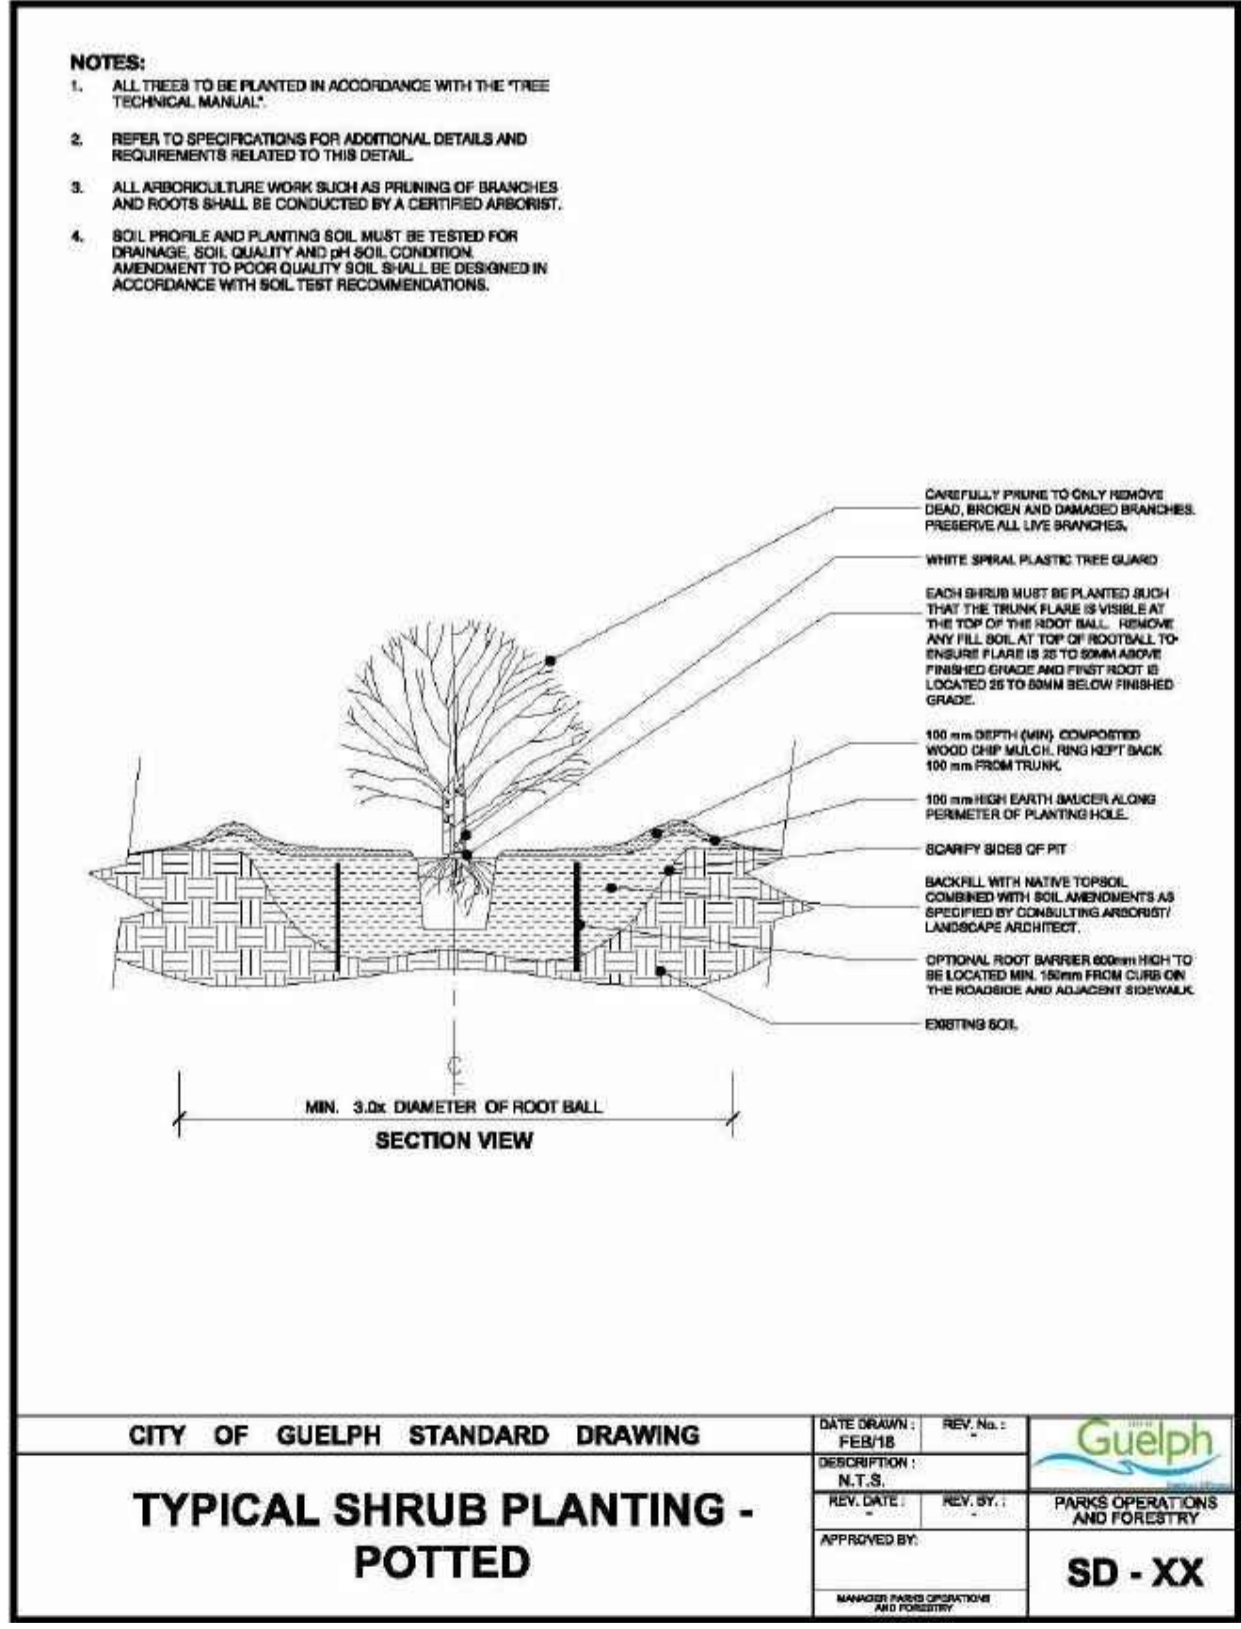 NOTES:
1. ALL TREES TO BE PLANTED IN ACCORDANCE WITH THE "TREE
TECHNICAL MANUAL".
2. REFER TO SPECIFICATIONS FOR ADDITIONAL DETAILS AND
REQUIREMENTS RELATED TO THIS DETAIL.
3. ALL ARBORICULTURE WORK SUCH AS PRUNING OF BRANCHES
AND ROOTS SHALL BE CONDUCTED BY A CERTIFIED ARBORIST.
4. SOIL PROFILE AND PLANTING SOIL MUST BE TESTED FOR
DRAINAGE, SOIL QUALITY AND pH SOIL CONDITION.
AMENDMENT TO POOR QUALITY SOIL SHALL BE DESIGNED IN
ACCORDANCE WITH SOIL TEST RECOMMENDATIONS.
CAREFULLY PRUNE TO ONLY REMOVE
DEAD, BROKEN AND DAMAGED BRANCHES.
PRESERVE ALL LIVE BRANCHES.
WHITE SPIRAL PLASTIC TREE GUARD
EACH SHRUB MUST BE PLANTED SUCH
THAT THE TRUNK FLARE IS VISIBLE AT
THE TOP OF THE ROOT BALL. REMOVE
ANY FILL SOIL AT TOP OF ROOTBALL TO
ENSURE FLARE IS 25 TO 50MM ABOVE
FINISHED GRADE AND FIRST ROOT IS
LOCATED 25 TO 50MM BELOW FINISHED
GRADE.
100 mm DEPTH (MIN). COMPOSTED
WOOD CHIP MULCH. RING KEPT BACK
100 mm FROM TRUNK.
100 mm HIGH EARTH SAUCER ALONG
PERIMETER OF PLANTING HOLE.
SCARIFY SIDES OF PIT
BACKFILL WITH NATIVE TOPSOIL
COMBINED WITH SOIL AMENDMENTS AS
SPECIFIED BY CONSULTING ARBORIST/
LANDSCAPE ARCHITECT.
OPTIONAL ROOT BARRIER 600mm HIGH TO
BE LOCATED MIN. 150mm FROM CURB ON
THE ROADSIDE AND ADJACENT SIDEWALK.
EXISTING SOIL.
C
L
MIN. 3.0x DIAMETER OF ROOT BALL
SECTION VIEW
CITY OF GUELPH STANDARD DRAWING
TYPICAL SHRUB PLANTING -
POTTED
DATE DRAWN :
FEB/18
REV. No. :
-
DESCRIPTION :
N.T.S.
REV. DATE :
-
REV. BY. :
-
APPROVED BY:
MANAGER PARKS OPERATIONS
AND FORESTRY
Guelph
PARKS OPERATIONS
AND FORESTRY
SD - XX